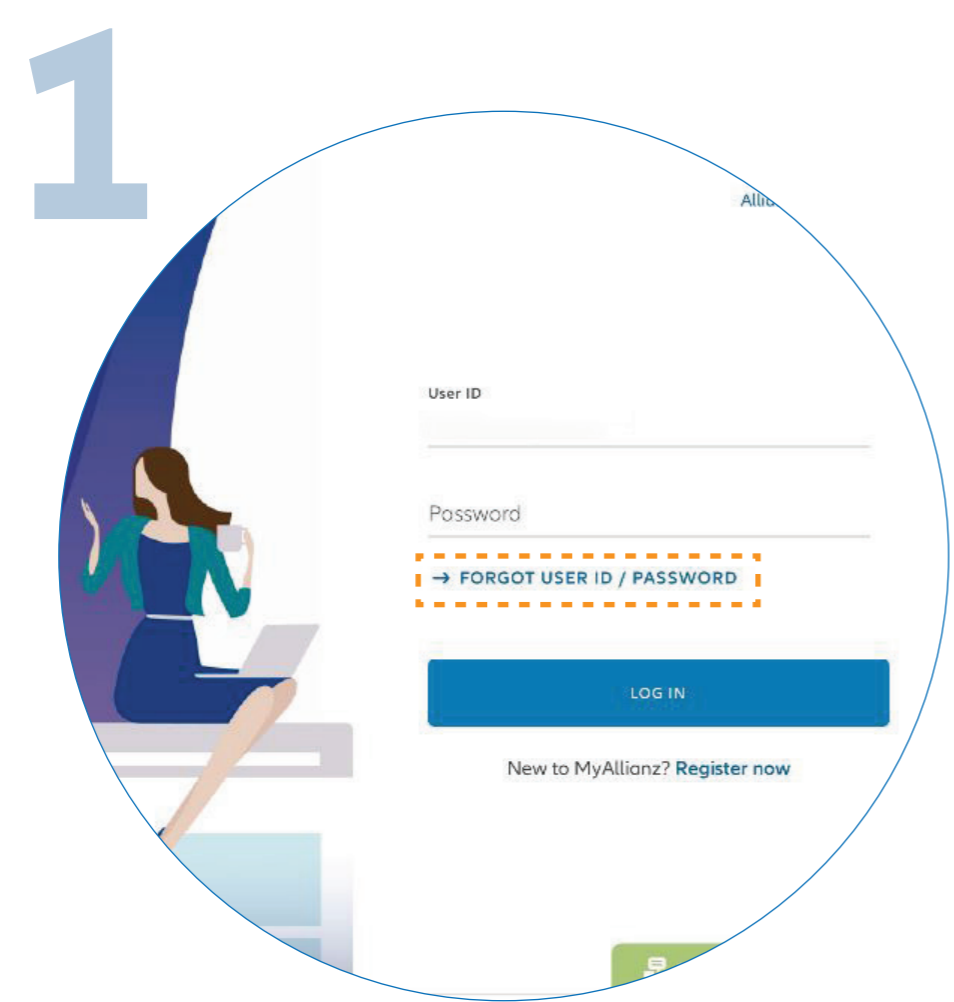 1
User ID
Password
→ FORGOT USER ID / PASSWORD
LOG IN
New to MyAllianz? Register now